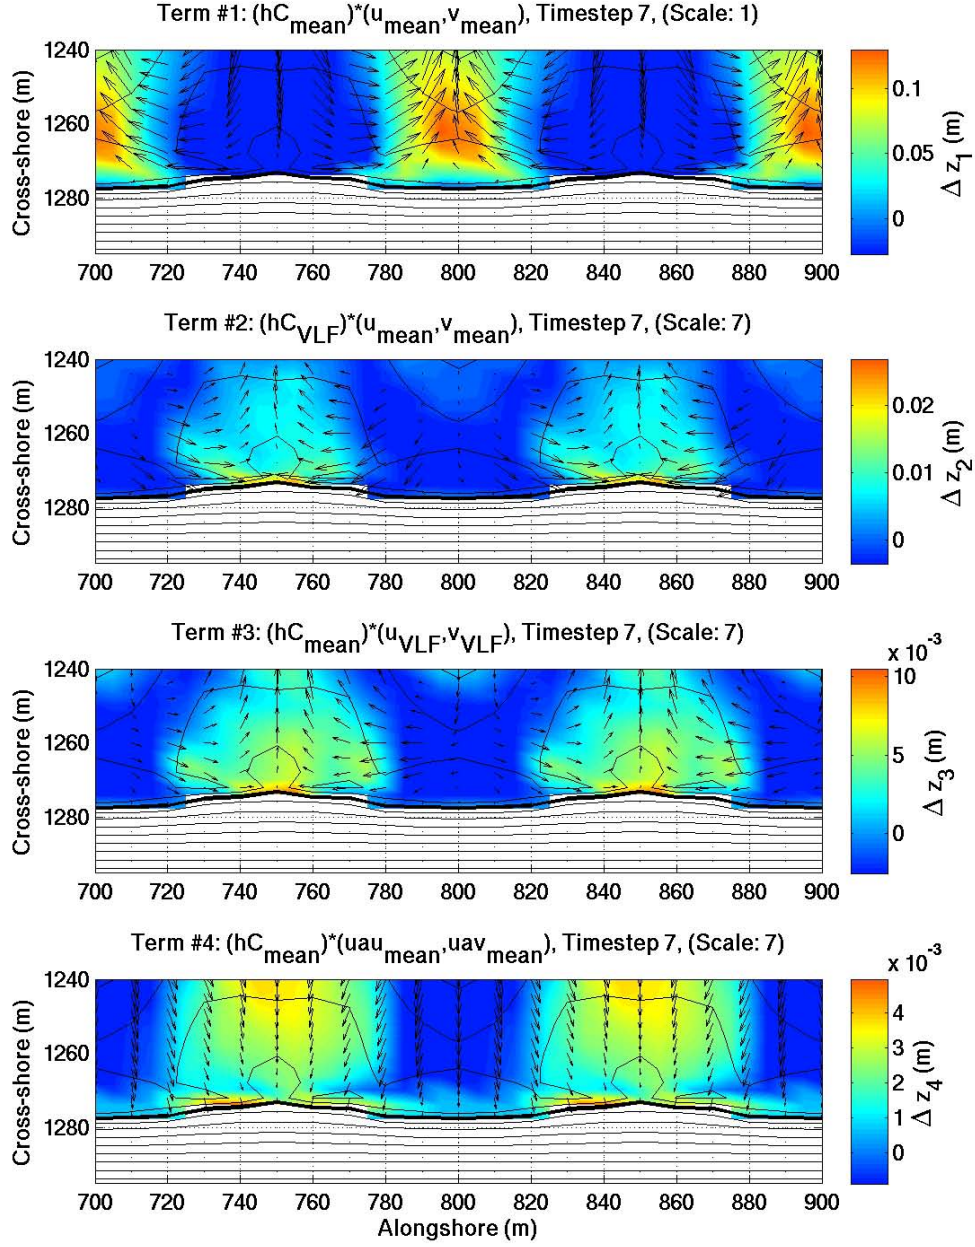 Term #1: (hC_mean)*(u_mean,v_mean), Timestep 7, (Scale: 1)
1240
1260
1280
Cross-shore (m)
700 720 740 760 780 800 820 840 860 880 900
0.1
0.05
0
Δ z_1 (m)
Term #2: (hC_VLF)*(u_mean,v_mean), Timestep 7, (Scale: 7)
1240
1260
1280
Cross-shore (m)
700 720 740 760 780 800 820 840 860 880 900
0.02
0.01
0
Δ z_2 (m)
Term #3: (hC_mean)*(u_VLF,v_VLF), Timestep 7, (Scale: 7)
1240
1260
1280
Cross-shore (m)
700 720 740 760 780 800 820 840 860 880 900
x 10^-3
10
5
0
Δ z_3 (m)
Term #4: (hC_mean)*(uau_mean,uav_mean), Timestep 7, (Scale: 7)
1240
1260
1280
Cross-shore (m)
700 720 740 760 780 800 820 840 860 880 900
Alongshore (m)
x 10^-3
4
3
2
1
0
Δ z_4 (m)